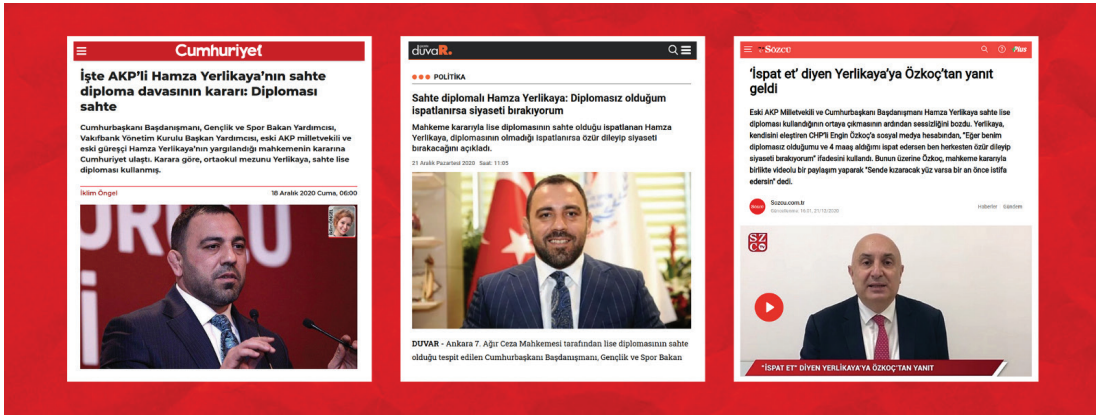 Cumhuriyet
İşte AKP’li Hamza Yerlikaya’nın sahte
diploma davasının kararı: Diploması
sahte
Cumhurbaşkanı Başdanışmanı, Gençlik ve Spor Bakan Yardımcısı,
Vakıfbank Yönetim Kurulu Başkan Yardımcısı, eski AKP milletvekili ve
eski güreşçi Hamza Yerlikaya’nın yargılandığı mahkemenin kararına
Cumhuriyet ulaştı. Karara göre, ortaokul mezunu Yerlikaya, sahte lise
diploması kullanmış.
İklim Öngel
18 Aralık 2020 Cuma, 06:00
duvaR.
POLİTİKA
Sahte diplomalı Hamza Yerlikaya: Diplomasız olduğum
ispatlanırsa siyaseti bırakıyorum
Mahkeme kararıyla lise diplomasının sahte olduğu ispatlanan Hamza
Yerlikaya, diplomasının olmadığı ispatlanırsa özür dileyip siyaseti
bırakacağını açıkladı.
21 Aralık Pazartesi 2020 Saat: 11:05
DUVAR - Ankara 7. Ağır Ceza Mahkemesi tarafından lise diplomasının sahte
olduğu tespit edilen Cumhurbaşkanı Başdanışmanı, Gençlik ve Spor Bakan
Sözcü
Plus
‘İspat et’ diyen Yerlikaya’ya Özkoç’tan yanıt
geldi
Eski AKP Milletvekili ve Cumhurbaşkanı Başdanışmanı Hamza Yerlikaya sahte lise
diploması kullandığının ortaya çıkmasının ardından sessizliğini bozdu. Yerlikaya,
kendisini eleştiren CHP’li Engin Özkoç’a sosyal medya hesabından, “Eğer benim
diplomasız olduğumu ve 4 maaş aldığımı ispat edersen ben herkesten özür dileyip
siyaseti bırakıyorum” ifadesini kullandı. Bunun üzerine Özkoç, mahkeme kararıyla
birlikte videolu bir paylaşım yaparak “Sende kızaracak yüz varsa bir an önce istifa
edersin” dedi.
Sozcu.com.tr
Haberler Gündem
SZC
"İSPAT ET" DİYEN YERLİKAYA'YA ÖZKOÇ'TAN YANIT